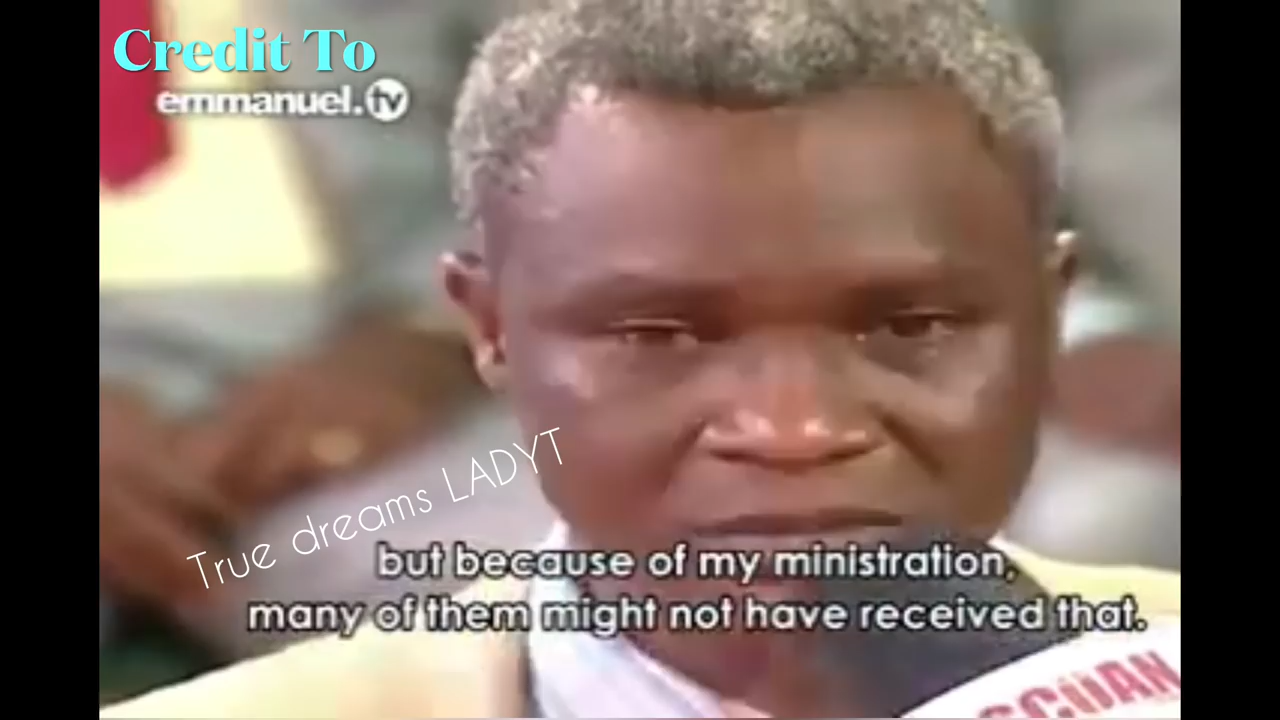 Credit To
emmanuel.tv
True dreams LADYT
but because of my ministration,
many of them might not have received that.
SCOAN